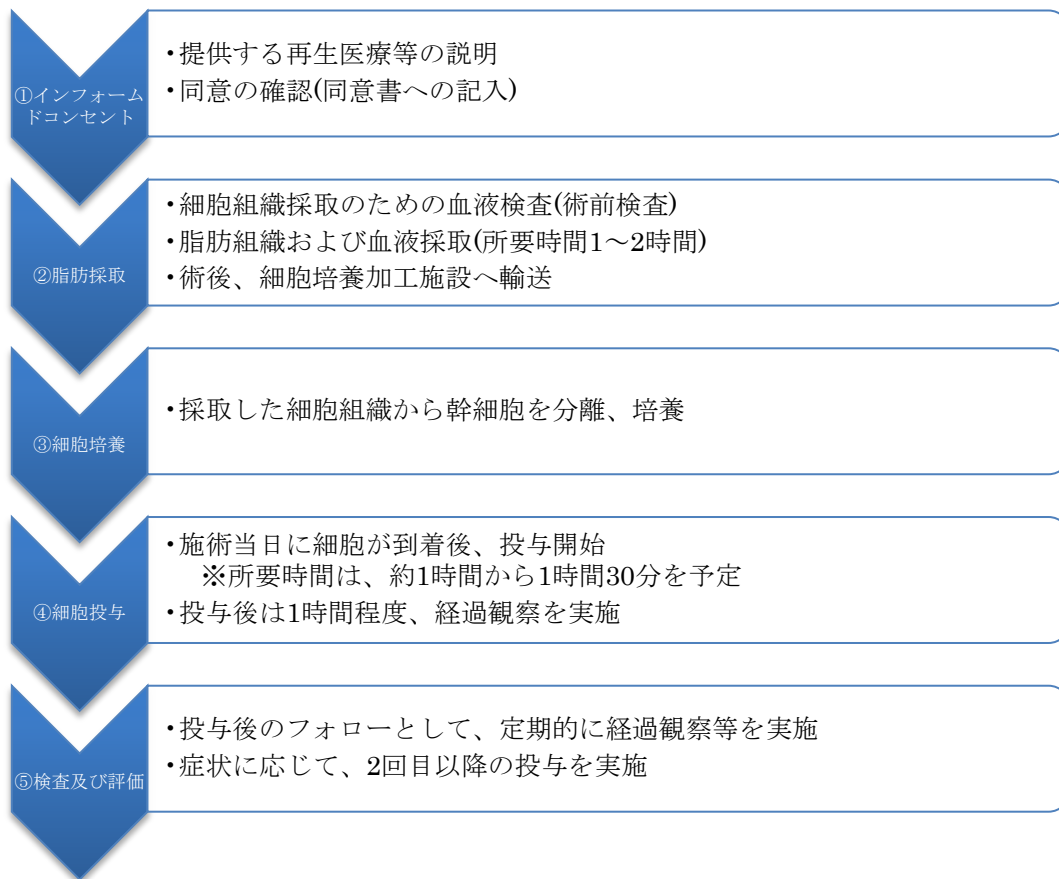 ①インフォーム
ドコンセント
・提供する再生医療等の説明
・同意の確認(同意書への記入)
②脂肪採取
・細胞組織採取のための血液検査(術前検査)
・脂肪組織および血液採取(所要時間1～2時間)
・術後、細胞培養加工施設へ輸送
③細胞培養
・採取した細胞組織から幹細胞を分離、培養
④細胞投与
・施術当日に細胞が到着後、投与開始
※所要時間は、約1時間から1時間30分を予定
・投与後は1時間程度、経過観察を実施
⑤検査及び評価
・投与後のフォローとして、定期的に経過観察等を実施
・症状に応じて、2回目以降の投与を実施